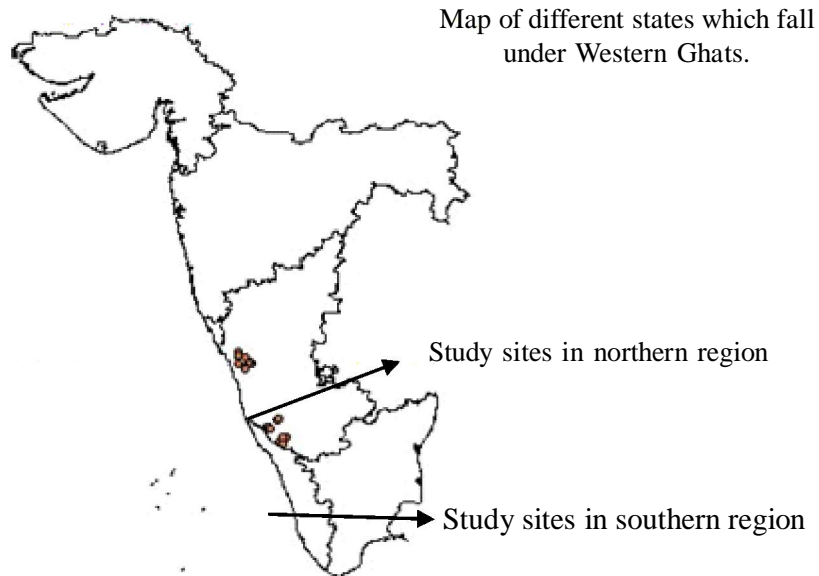 Map of different states which fall
under Western Ghats.
Study sites in northern region
Study sites in southern region